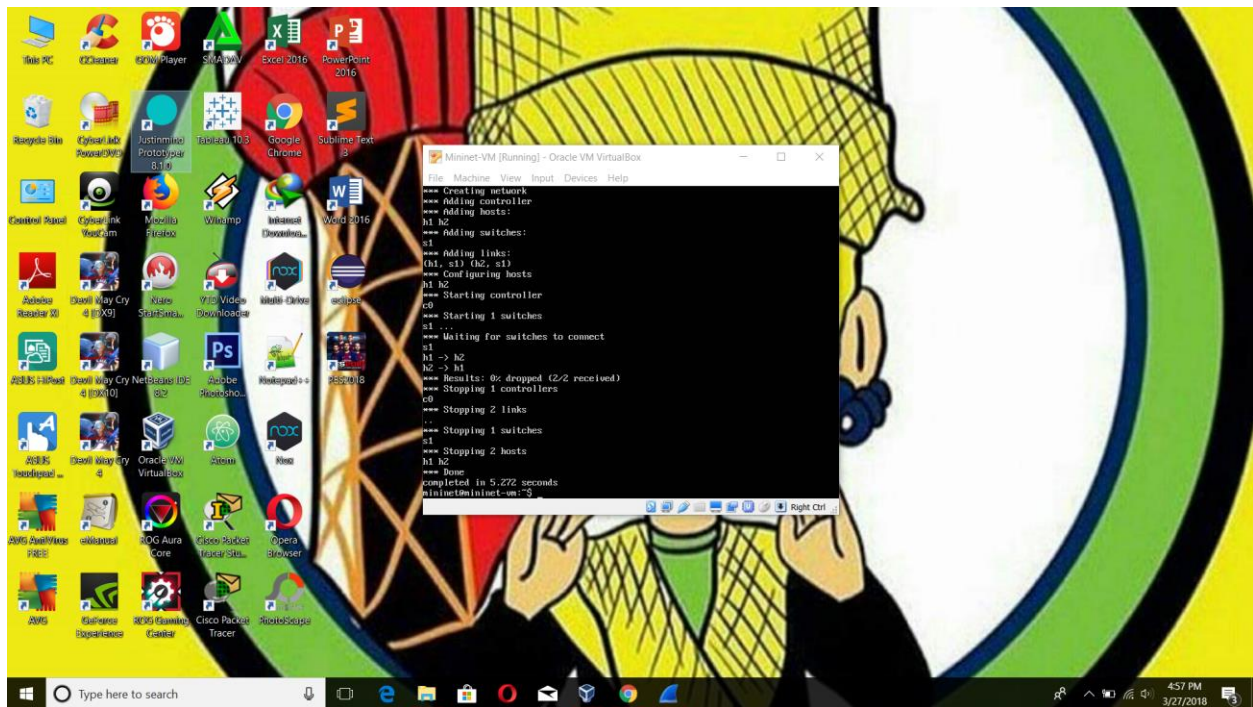 This PC
CCleaner
GOM Player
SMADAV
Excel 2016
PowerPoint
2016
Recycle Bin
CyberLink
PowerDVD
Justinmind
Prototyper
8.1.0
Tableau 10.3
Google
Chrome
Sublime Text
3
Control Panel
CyberLink
YouCam
Mozilla
Firefox
Winamp
Internet
Downloa...
Word 2016
Adobe
Reader XI
Devil May Cry
4 [DX9]
Nero
StartSma...
YTD Video
Downloader
Multi-Drive
eclipse
ASUS HiPost
Devil May Cry
4 [DX10]
NetBeans IDE
8.2
Adobe
Photosho...
Notepad++
PES2018
ASUS
Touchpad ...
Devil May Cry
4
Oracle VM
VirtualBox
Atom
Nox
AVG AntiVirus
FREE
eManual
ROG Aura
Core
Cisco Packet
Tracer Stu...
Opera
Browser
AVG
GeForce
Experience
ROG Gaming
Center
Cisco Packet
Tracer
PhotoScape
Mininet-VM [Running] - Oracle VM VirtualBox
File Machine View Input Devices Help
*** Creating network
*** Adding controller
*** Adding hosts:
h1 h2
*** Adding switches:
s1
*** Adding links:
(h1, s1) (h2, s1)
*** Configuring hosts
h1 h2
*** Starting controller
c0
*** Starting 1 switches
s1 ...
*** Waiting for switches to connect
s1
h1 -> h2
h2 -> h1
*** Results: 0% dropped (2/2 received)
*** Stopping 1 controllers
c0
*** Stopping 2 links
..
*** Stopping 1 switches
s1
*** Stopping 2 hosts
h1 h2
*** Done
completed in 5.272 seconds
mininet@mininet-vm:~$ _
Right Ctrl
Type here to search
4:57 PM
3/27/2018